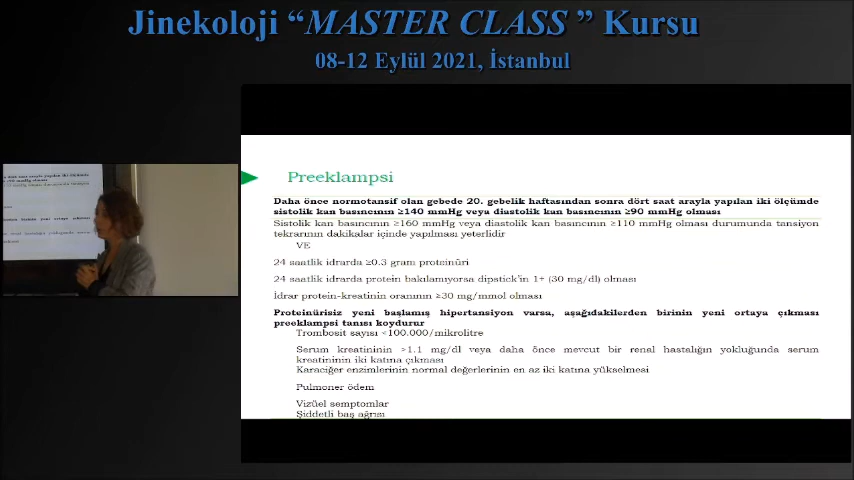 Jinekoloji “MASTER CLASS ” Kursu
08-12 Eylül 2021, İstanbul
Preeklampsi
Daha önce normotansif olan gebede 20. gebelik haftasından sonra dört saat arayla yapılan iki ölçümde
sistolik kan basıncının ≥140 mmHg veya diastolik kan basıncının ≥90 mmHg olması
Sistolik kan basıncının ≥160 mmHg veya diastolik kan basıncının ≥110 mmHg olması durumunda tansiyon
tekrarının dakikalar içinde yapılması yeterlidir
VE
24 saatlik idrarda ≥0.3 gram proteinüri
24 saatlik idrarda protein bakılamıyorsa dipstick'in 1+ (30 mg/dl) olması
İdrar protein-kreatinin oranının ≥30 mg/mmol olması
Proteinürisiz yeni başlamış hipertansiyon varsa, aşağıdakilerden birinin yeni ortaya çıkması
preeklampsi tanısı koydurur
Trombosit sayısı <100.000/mikrolitre
Serum kreatininin >1.1 mg/dl veya daha önce mevcut bir renal hastalığın yokluğunda serum
kreatininin iki katına çıkması
Karaciğer enzimlerinin normal değerlerinin en az iki katına yükselmesi
Pulmoner ödem
Vizüel semptomlar
Şiddetli baş ağrısı